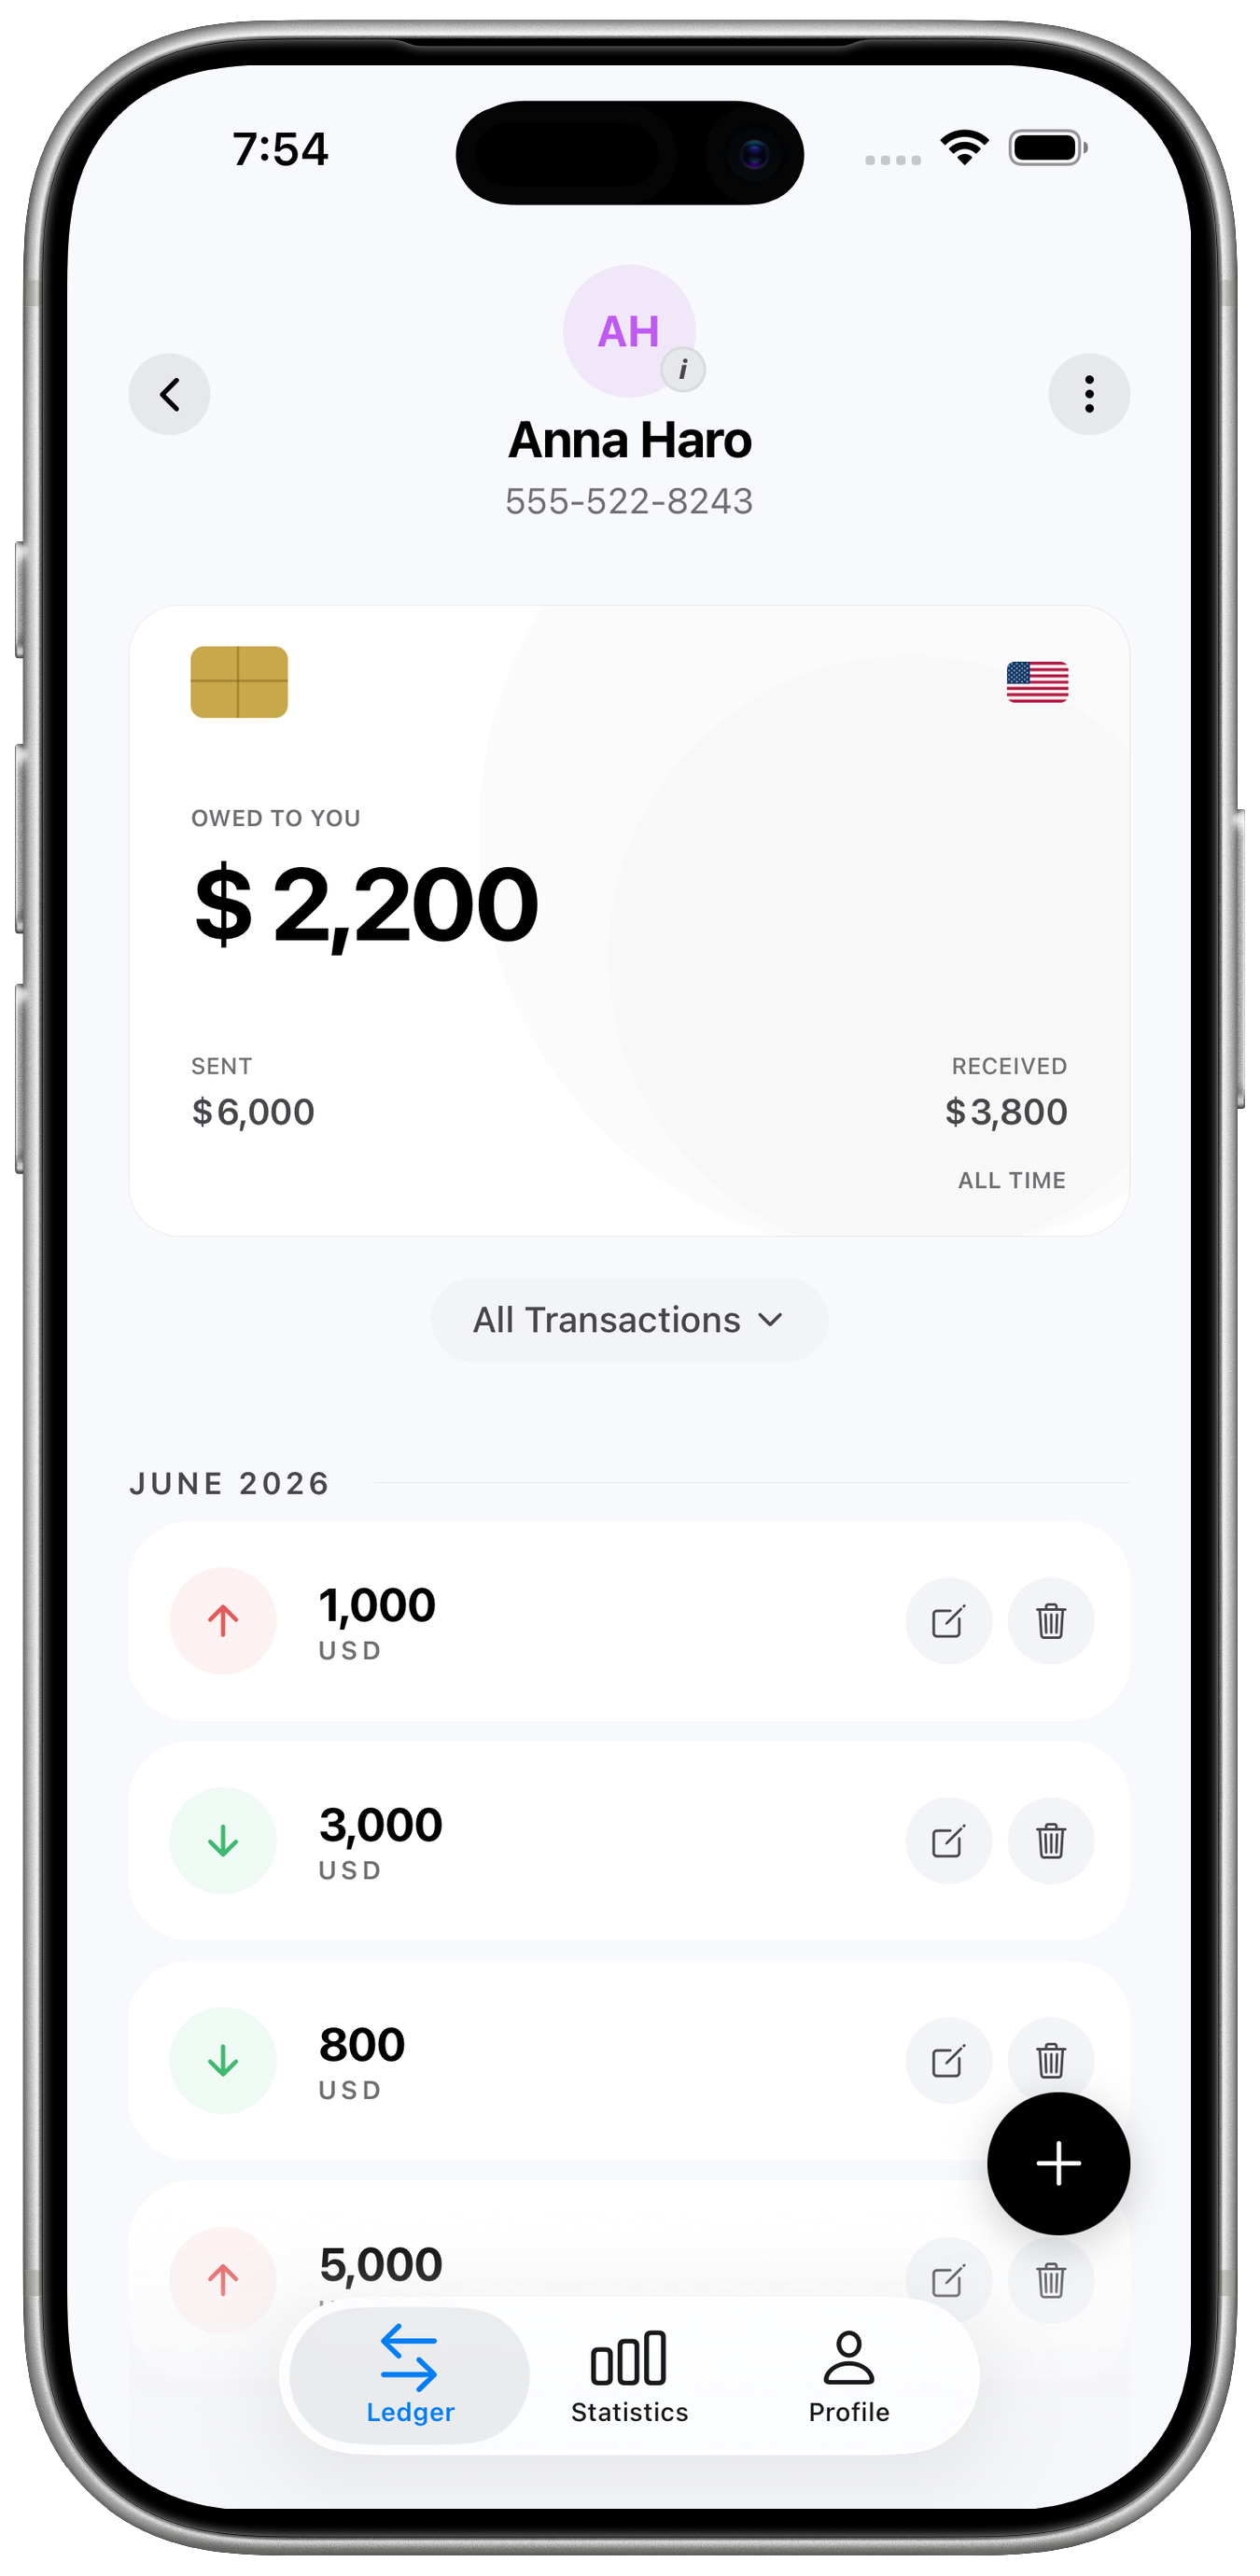 7:54
AH
i
Anna Haro
555-522-8243
OWED TO YOU
$ 2,200
SENT
RECEIVED
$ 6,000
$ 3,800
ALL TIME
All Transactions
JUNE 2026
1,000
USD
3,000
USD
800
USD
5,000
Ledger
Statistics
Profile